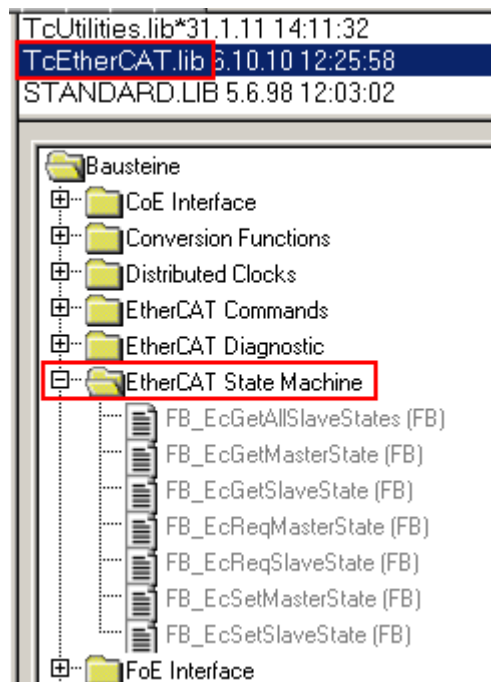 TcUtilities.lib*31.1.11 14:11:32
TcEtherCAT.lib 6.10.10 12:25:58
STANDARD.LIB 5.6.98 12:03:02
Bausteine
CoE Interface
Conversion Functions
Distributed Clocks
EtherCAT Commands
EtherCAT Diagnostic
EtherCAT State Machine
FB_EcGetAllSlaveStates (FB)
FB_EcGetMasterState (FB)
FB_EcGetSlaveState (FB)
FB_EcReqMasterState (FB)
FB_EcReqSlaveState (FB)
FB_EcSetMasterState (FB)
FB_EcSetSlaveState (FB)
FoE Interface